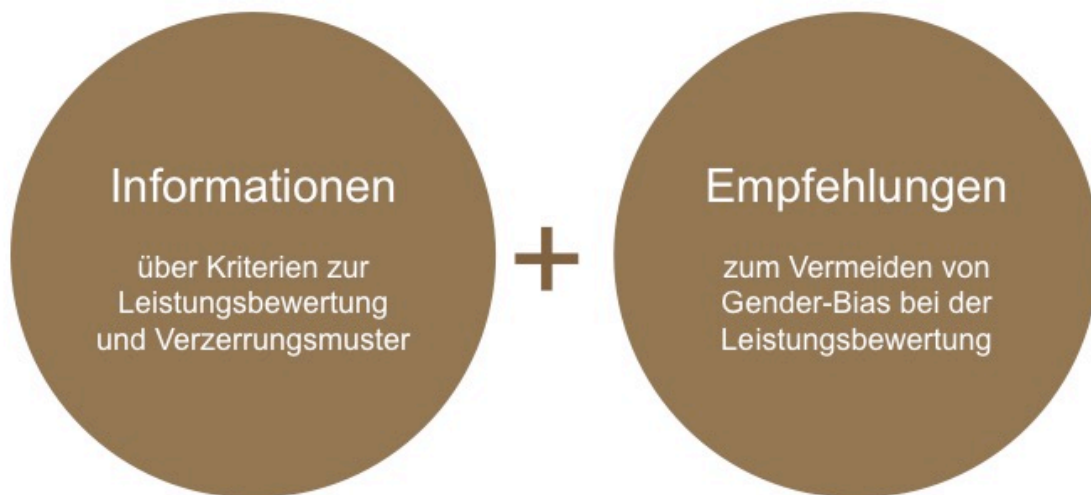 Informationen
über Kriterien zur
Leistungsbewertung
und Verzerrungsmuster
+
Empfehlungen
zum Vermeiden von
Gender-Bias bei der
Leistungsbewertung